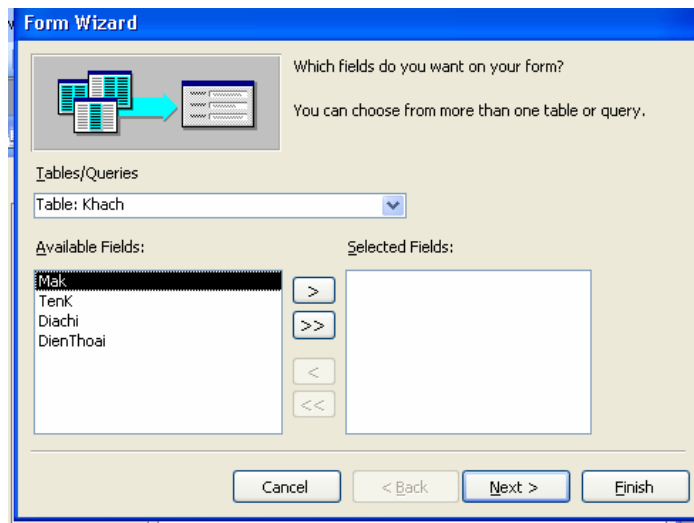 Form Wizard
Which fields do you want on your form?
You can choose from more than one table or query.
Tables/Queries
Table: Khach
Available Fields:
Selected Fields:
Mak
TenK
Diachi
DienThoai
>
>>
<
<<
Cancel
< Back
Next >
Finish